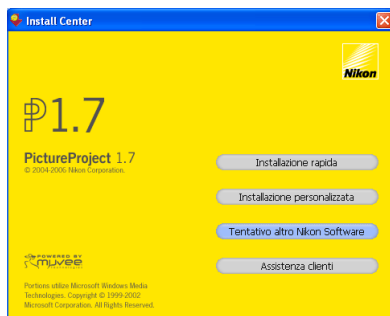 Install Center
Nikon
P1.7
PictureProject 1.7
© 2004-2006 Nikon Corporation.
Installazione rapida
Installazione personalizzata
Tentativo altro Nikon Software
Assistenza clienti
POWERED BY
muvee
Technologies
Portions utilize Microsoft Windows Media
Technologies. Copyright © 1999-2002
Microsoft Corporation. All Rights Reserved.